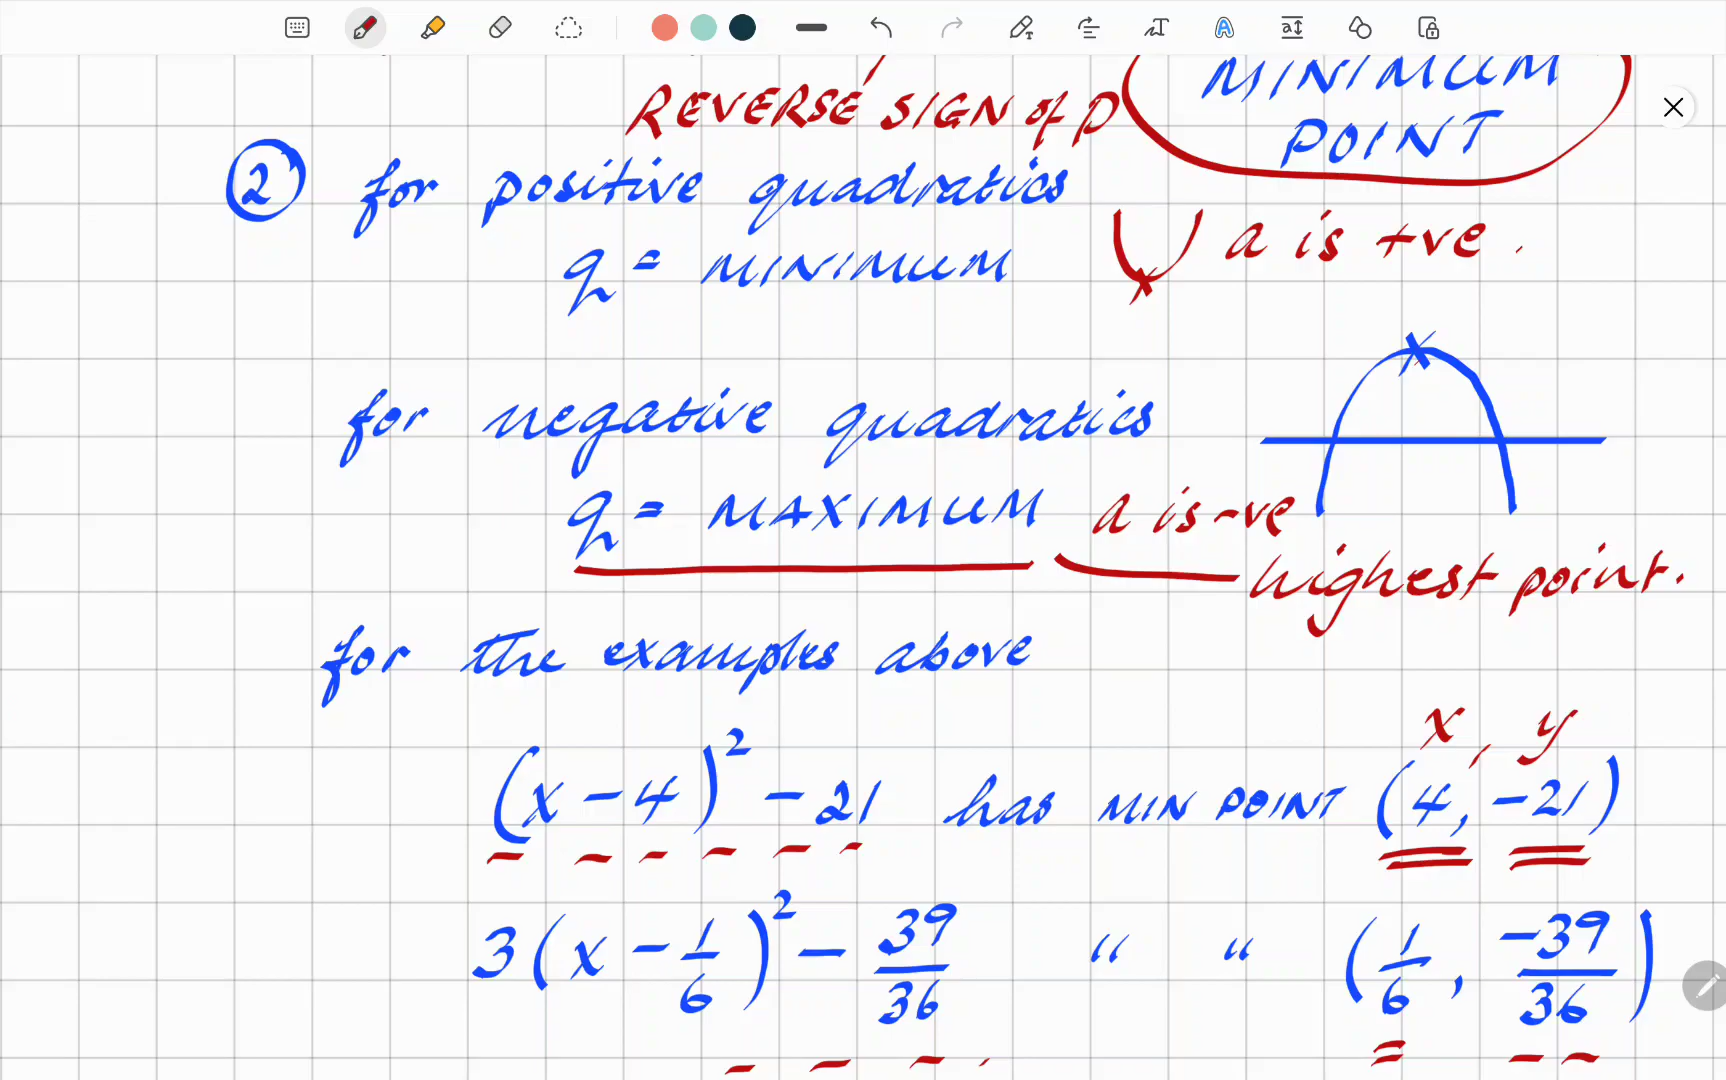 MINIMUM
REVERSE SIGN of p
POINT
② for positive quadratics
q = MINIMUM
a is +ve.
for negative quadratics
q = MAXIMUM
a is -ve
highest point.
for the examples above
x, y
(x - 4)² - 21 has MIN POINT (4, -21)
3(x - 1/6)² - 39/36 " " (1/6, -39/36)